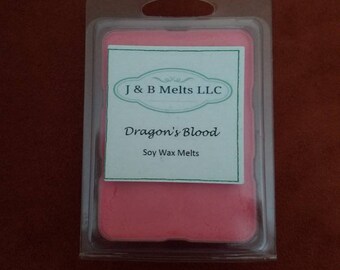 J & B Melts LLC
Dragon's Blood
Soy Wax Melts